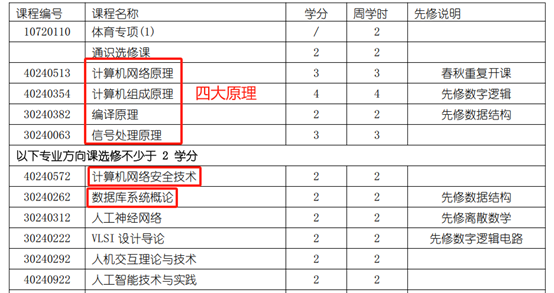 课程编号 课程名称 学分 周学时 先修说明
10720110 体育专项(1) / 2
通识选修课 2 2
40240513 计算机网络原理 3 3 春秋重复开课
40240354 计算机组成原理 四大原理 4 4 先修数字逻辑
30240382 编译原理 2 2 先修数据结构
30240063 信号处理原理 3 3
以下专业方向课选修不少于 2 学分
40240572 计算机网络安全技术 2 2
30240262 数据库系统概论 2 2 先修数据结构
30240312 人工神经网络 2 2 先修离散数学
30240222 VLSI 设计导论 2 2 先修数字逻辑电路
30240292 人机交互理论与技术 2 2
40240922 人工智能技术与实践 2 2